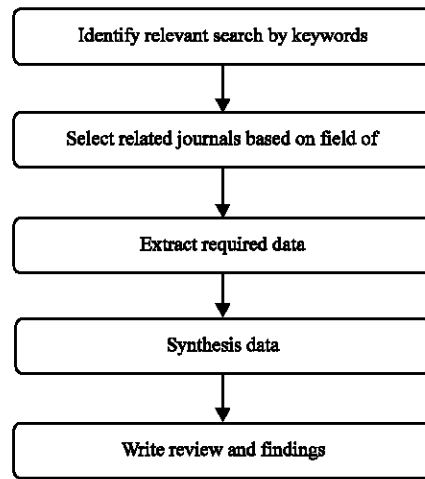 Identify relevant search by keywords
Select related journals based on field of
Extract required data
Synthesis data
Write review and findings